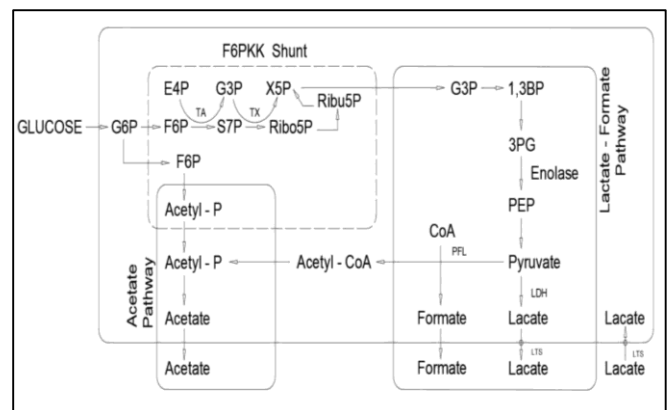 F6PKK Shunt
E4P G3P X5P G3P 1,3BP
TA TX Ribu5P
GLUCOSE G6P F6P S7P Ribo5P
3PG
F6P
Enolase
Acetyl - P PEP
CoA
PFL
Acetyl - P Acetyl - CoA Pyruvate
LDH
Acetate Formate Lacate Lacate
LTS LTS
Acetate Formate Lacate Lacate
Acetate
Pathway
Lactate - Formate
Pathway